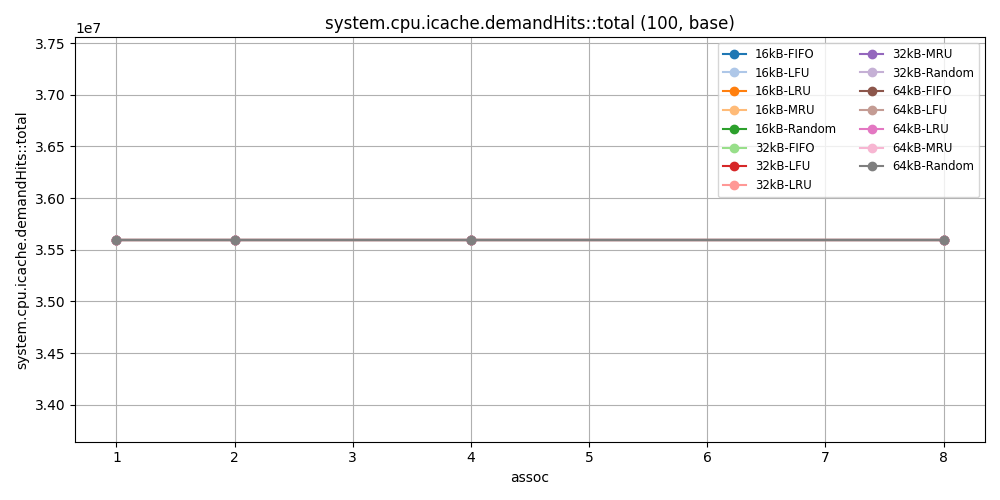 system.cpu.icache.demandHits::total (100, base)
1e7
system.cpu.icache.demandHits::total
3.75
3.70
3.65
3.60
3.55
3.50
3.45
3.40
16kB-FIFO
16kB-LFU
16kB-LRU
16kB-MRU
16kB-Random
32kB-FIFO
32kB-LFU
32kB-LRU
32kB-MRU
32kB-Random
64kB-FIFO
64kB-LFU
64kB-LRU
64kB-MRU
64kB-Random
1 2 3 4 5 6 7 8
assoc